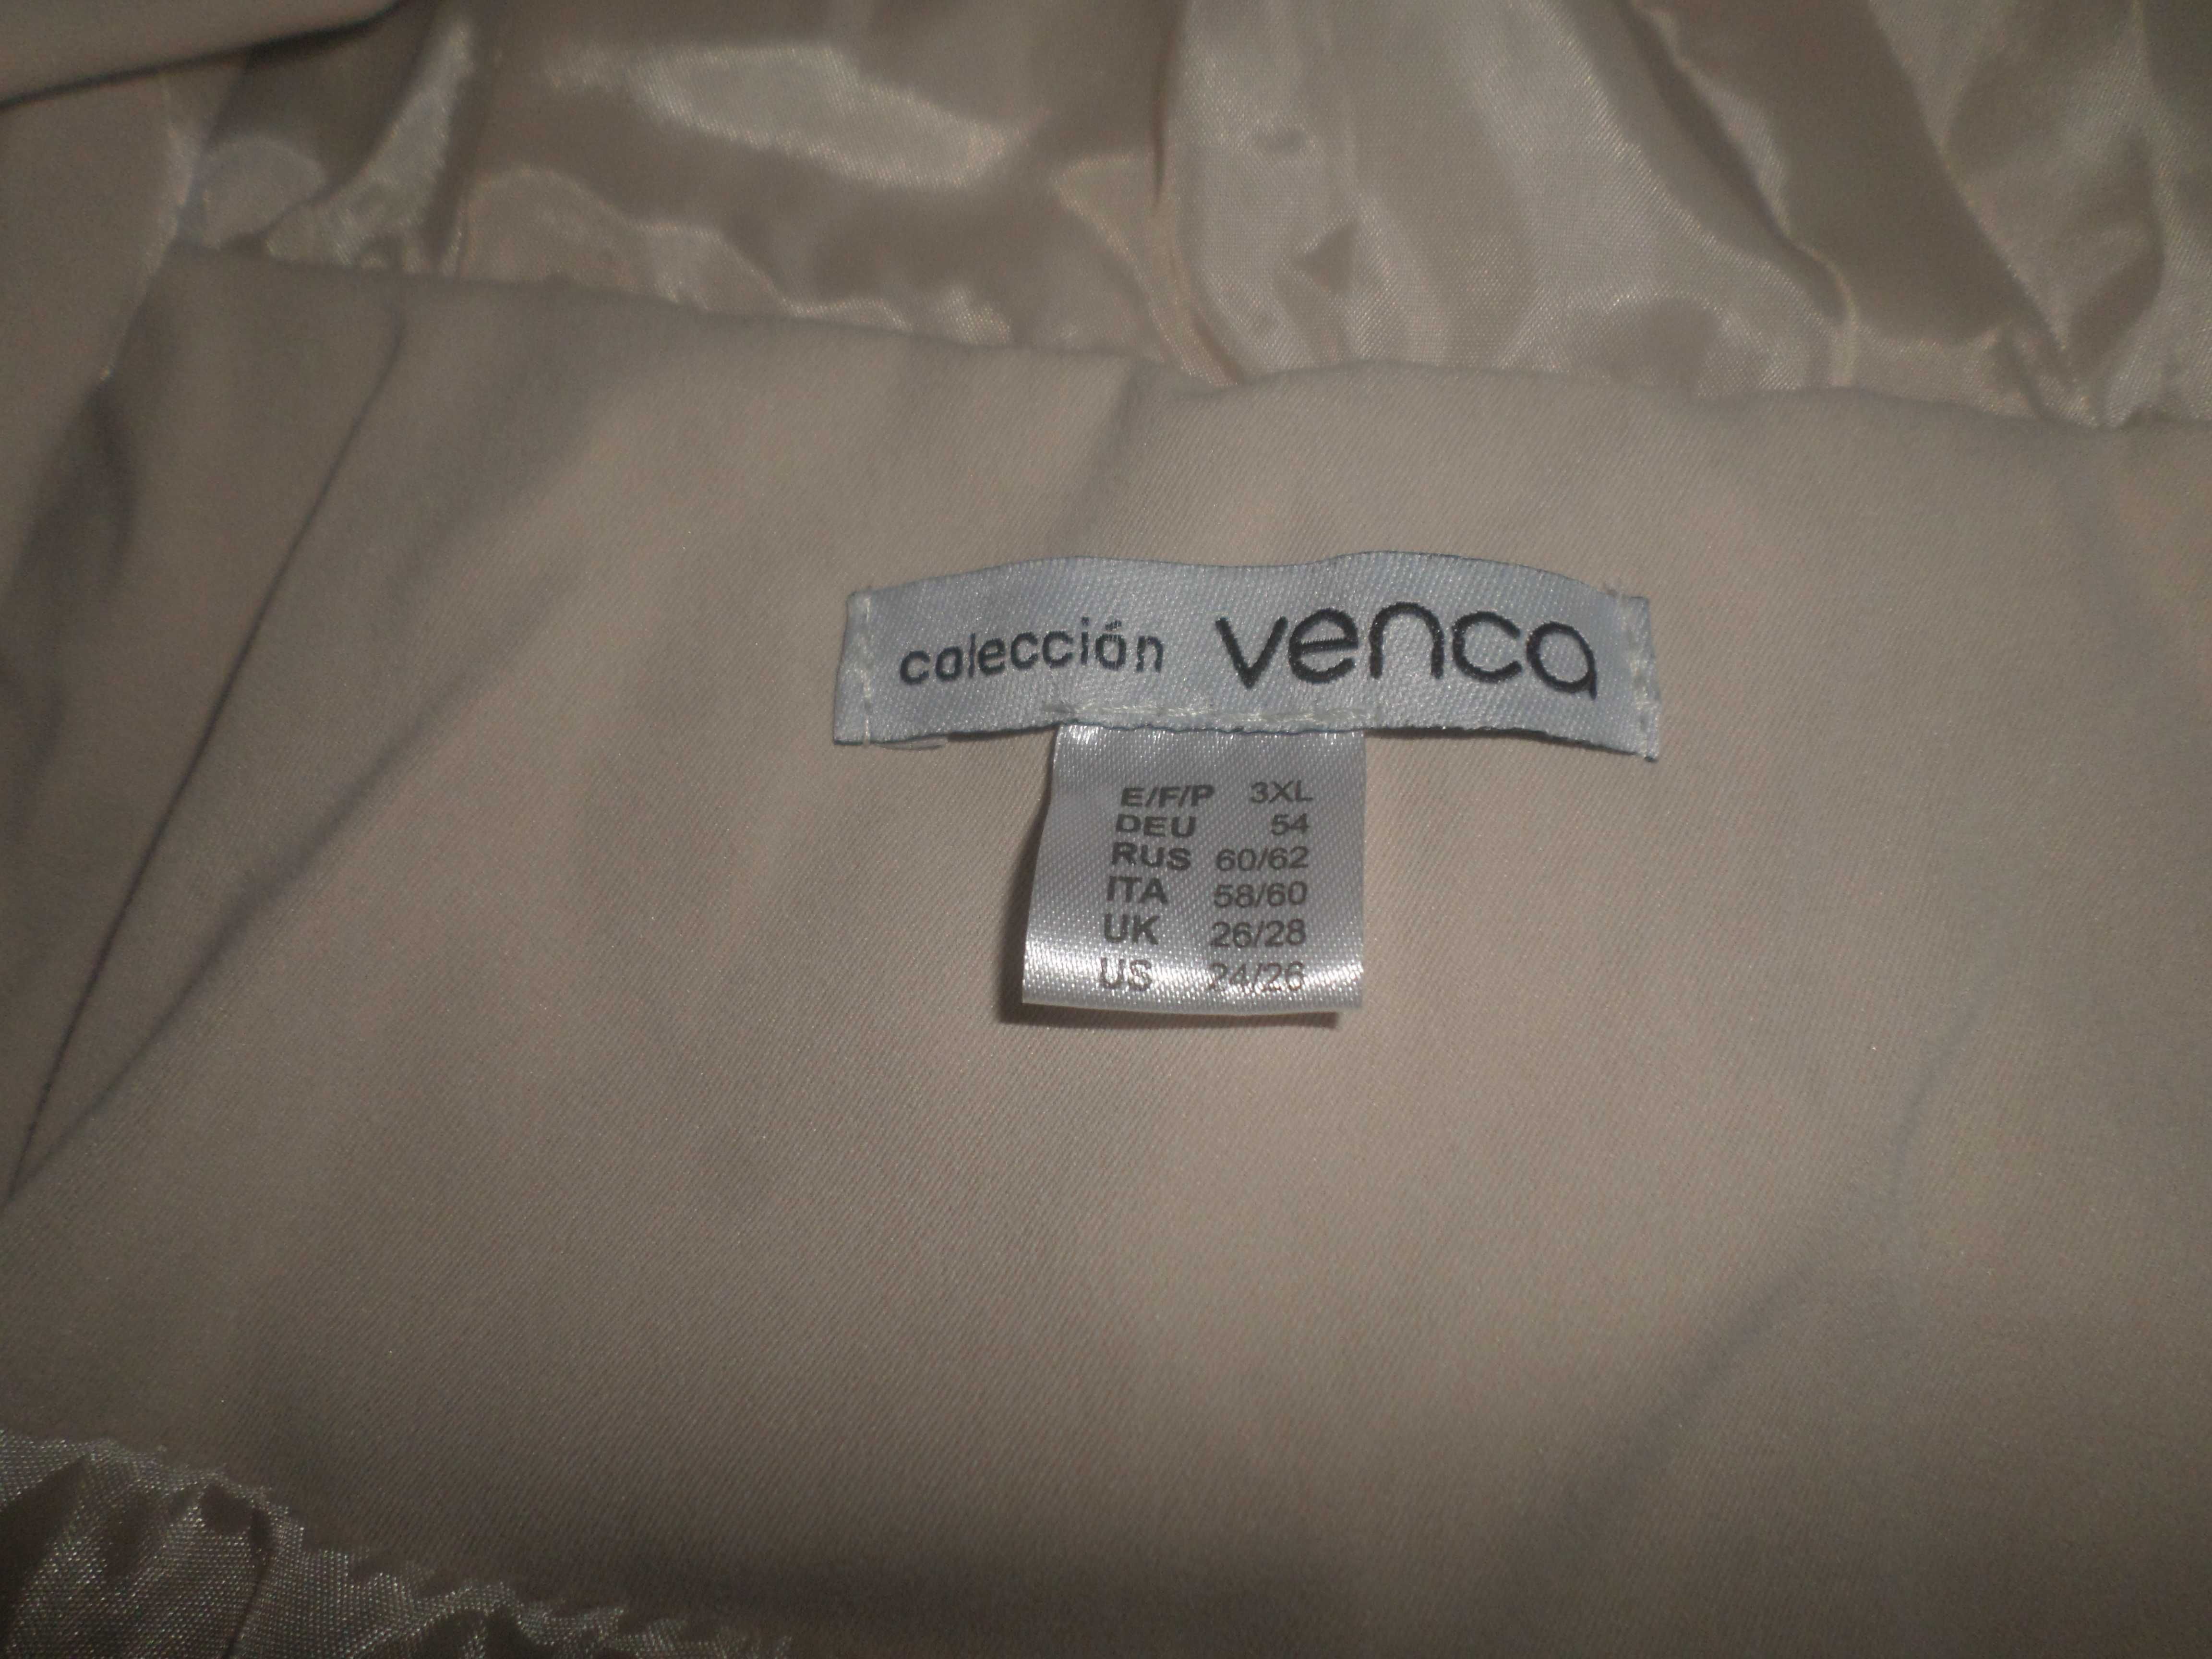 colección venca
E/F/P 3XL
DEU 54
RUS 60/62
ITA 58/60
UK 26/28
US 24/26